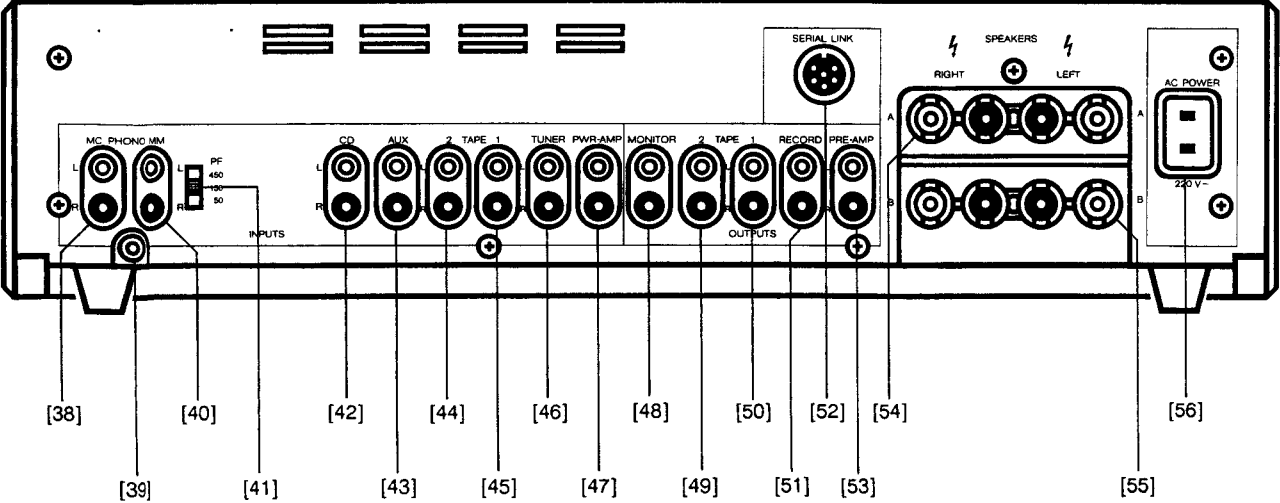 SERIAL LINK
SPEAKERS
RIGHT LEFT
AC POWER
A A
MC PHONO MM
CD AUX 2 TAPE 1 TUNER PWR-AMP MONITOR 2 TAPE 1 RECORD PRE-AMP
L L PF L L L
450
150
R R 50 R R R
220 V~
B B
INPUTS OUTPUTS
[38] [40] [42] [44] [46] [48] [50] [52] [54] [56]
[39] [41] [43] [45] [47] [49] [51] [53] [55]